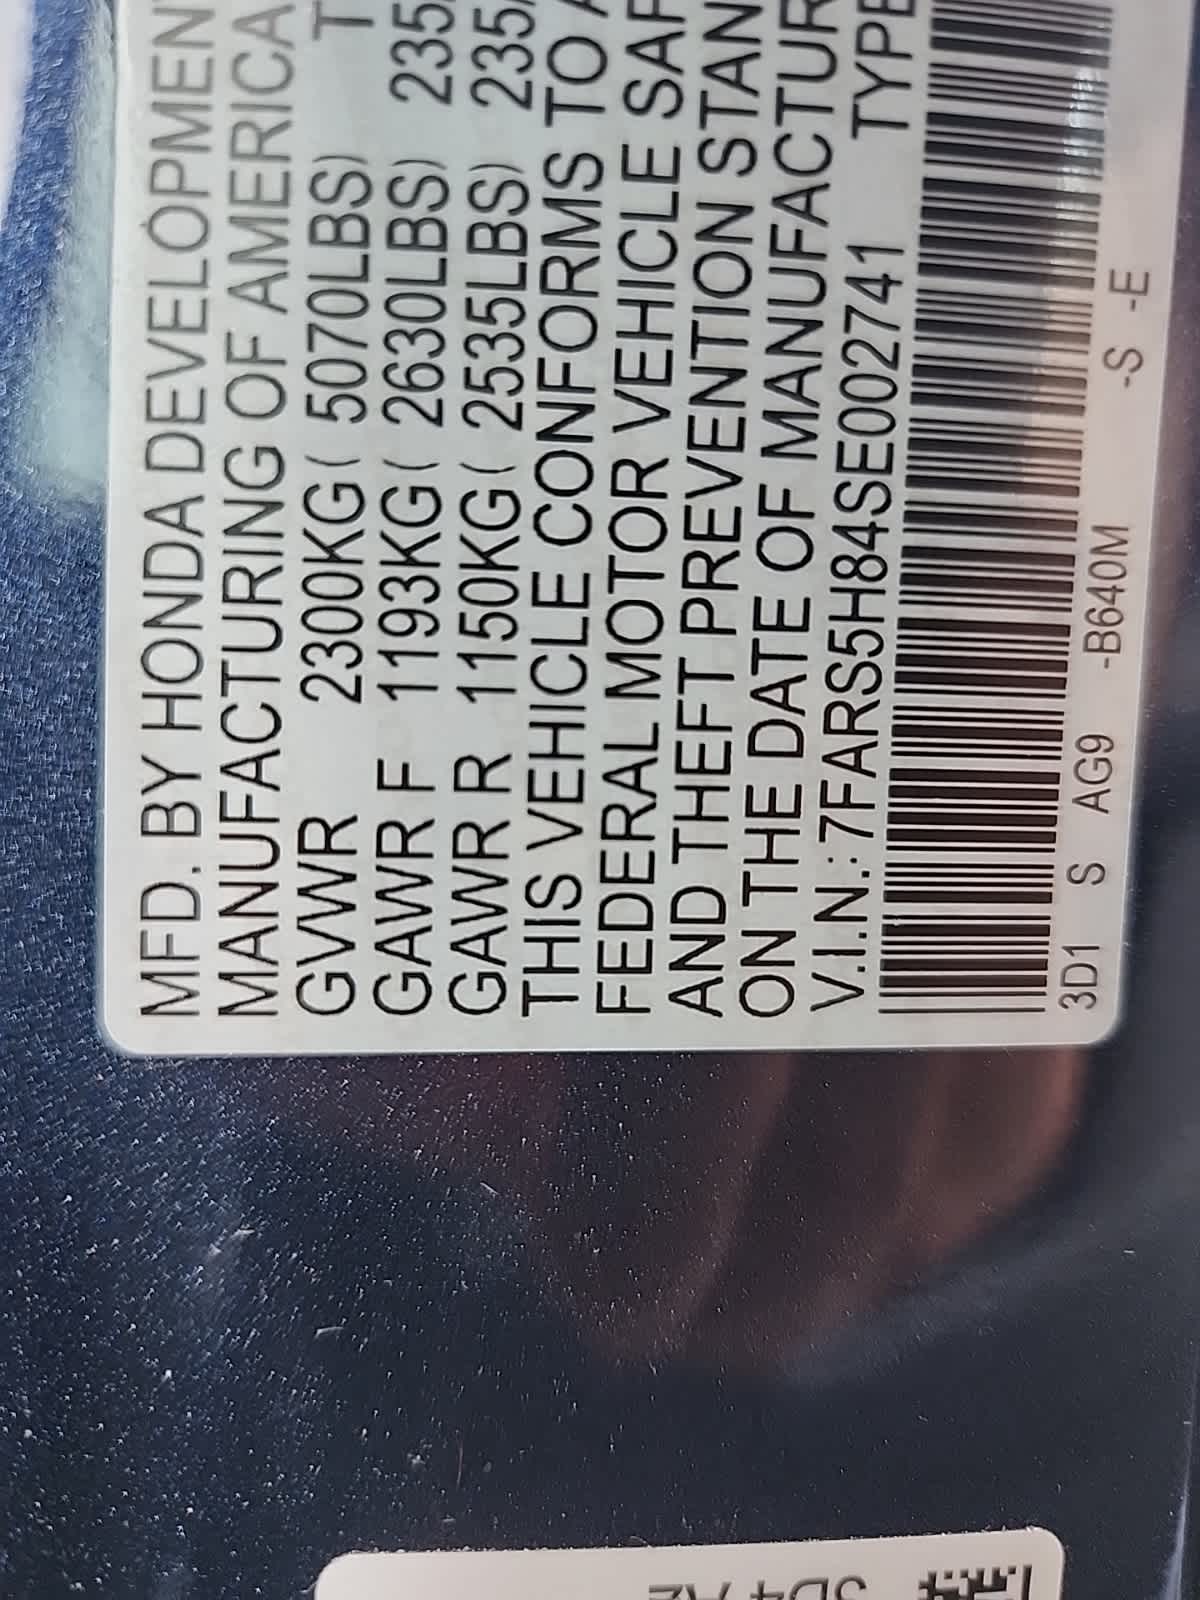 MFD. BY HONDA DEVELOPMEN
MANUFACTURING OF AMERICA
GVWR 2300KG( 5070LBS) T
GAWR F 1193KG( 2630LBS) 235/
GAWR R 1150KG( 2535LBS) 235/
THIS VEHICLE CONFORMS TO A
FEDERAL MOTOR VEHICLE SAF
AND THEFT PREVENTION STAN
ON THE DATE OF MANUFACTUR
V.I.N.:7FARS5H84SE002741 TYPE
3D1 S AG9 -B640M -S -E